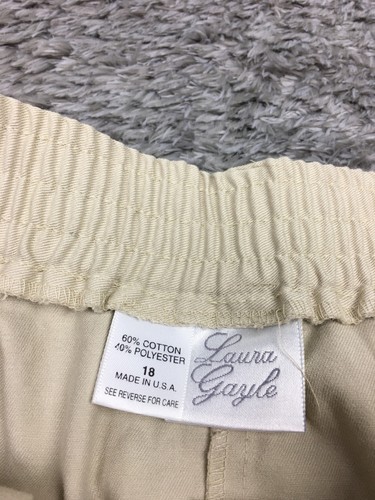 60% COTTON
40% POLYESTER
18
MADE IN U.S.A.
SEE REVERSE FOR CARE
Laura
Gayle